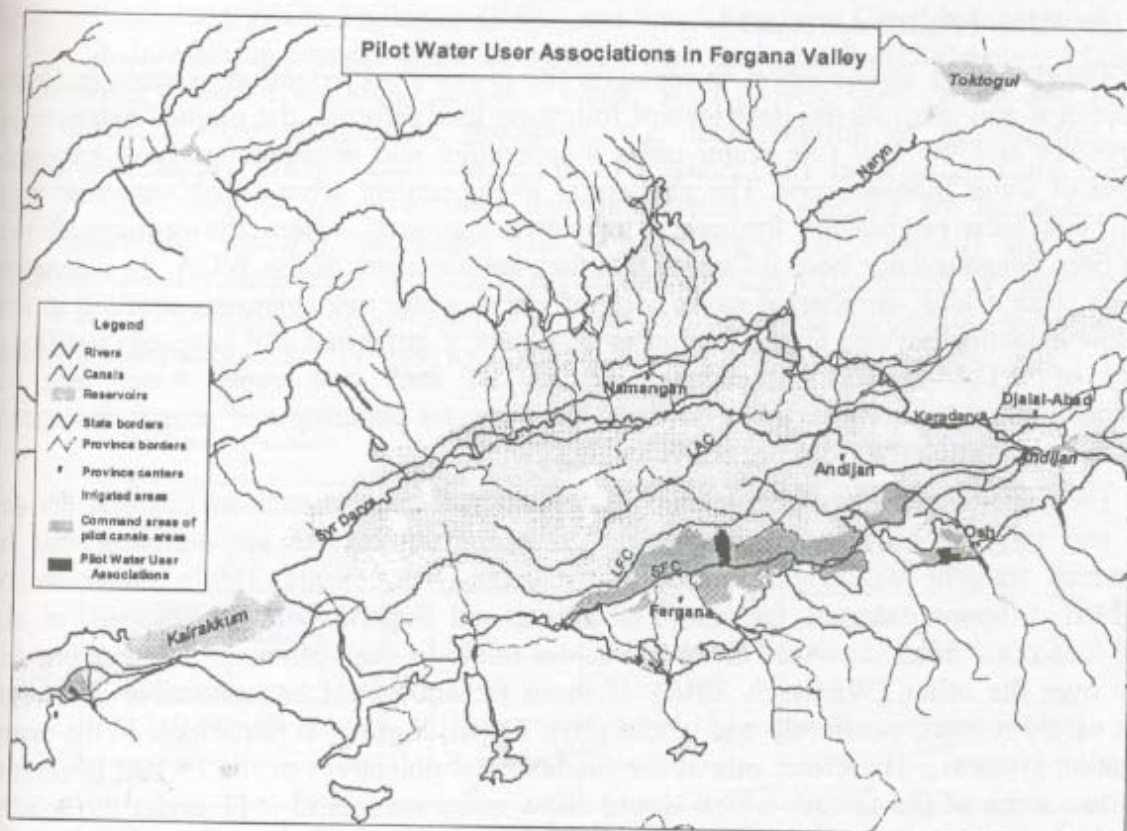 Pilot Water User Associations in Fergana Valley
Toktogul
Naryn
Legend
Rivers
Canals
Reservoirs
State borders
Province borders
Province centers
Irrigated areas
Command areas of
pilot canals areas
Pilot Water User
Associations
Namangan
Djalal-Abad
Karadarya
Andijan
Andijan
Syr Darya
LFC
SFC
Osh
Fergana
Kairakkum